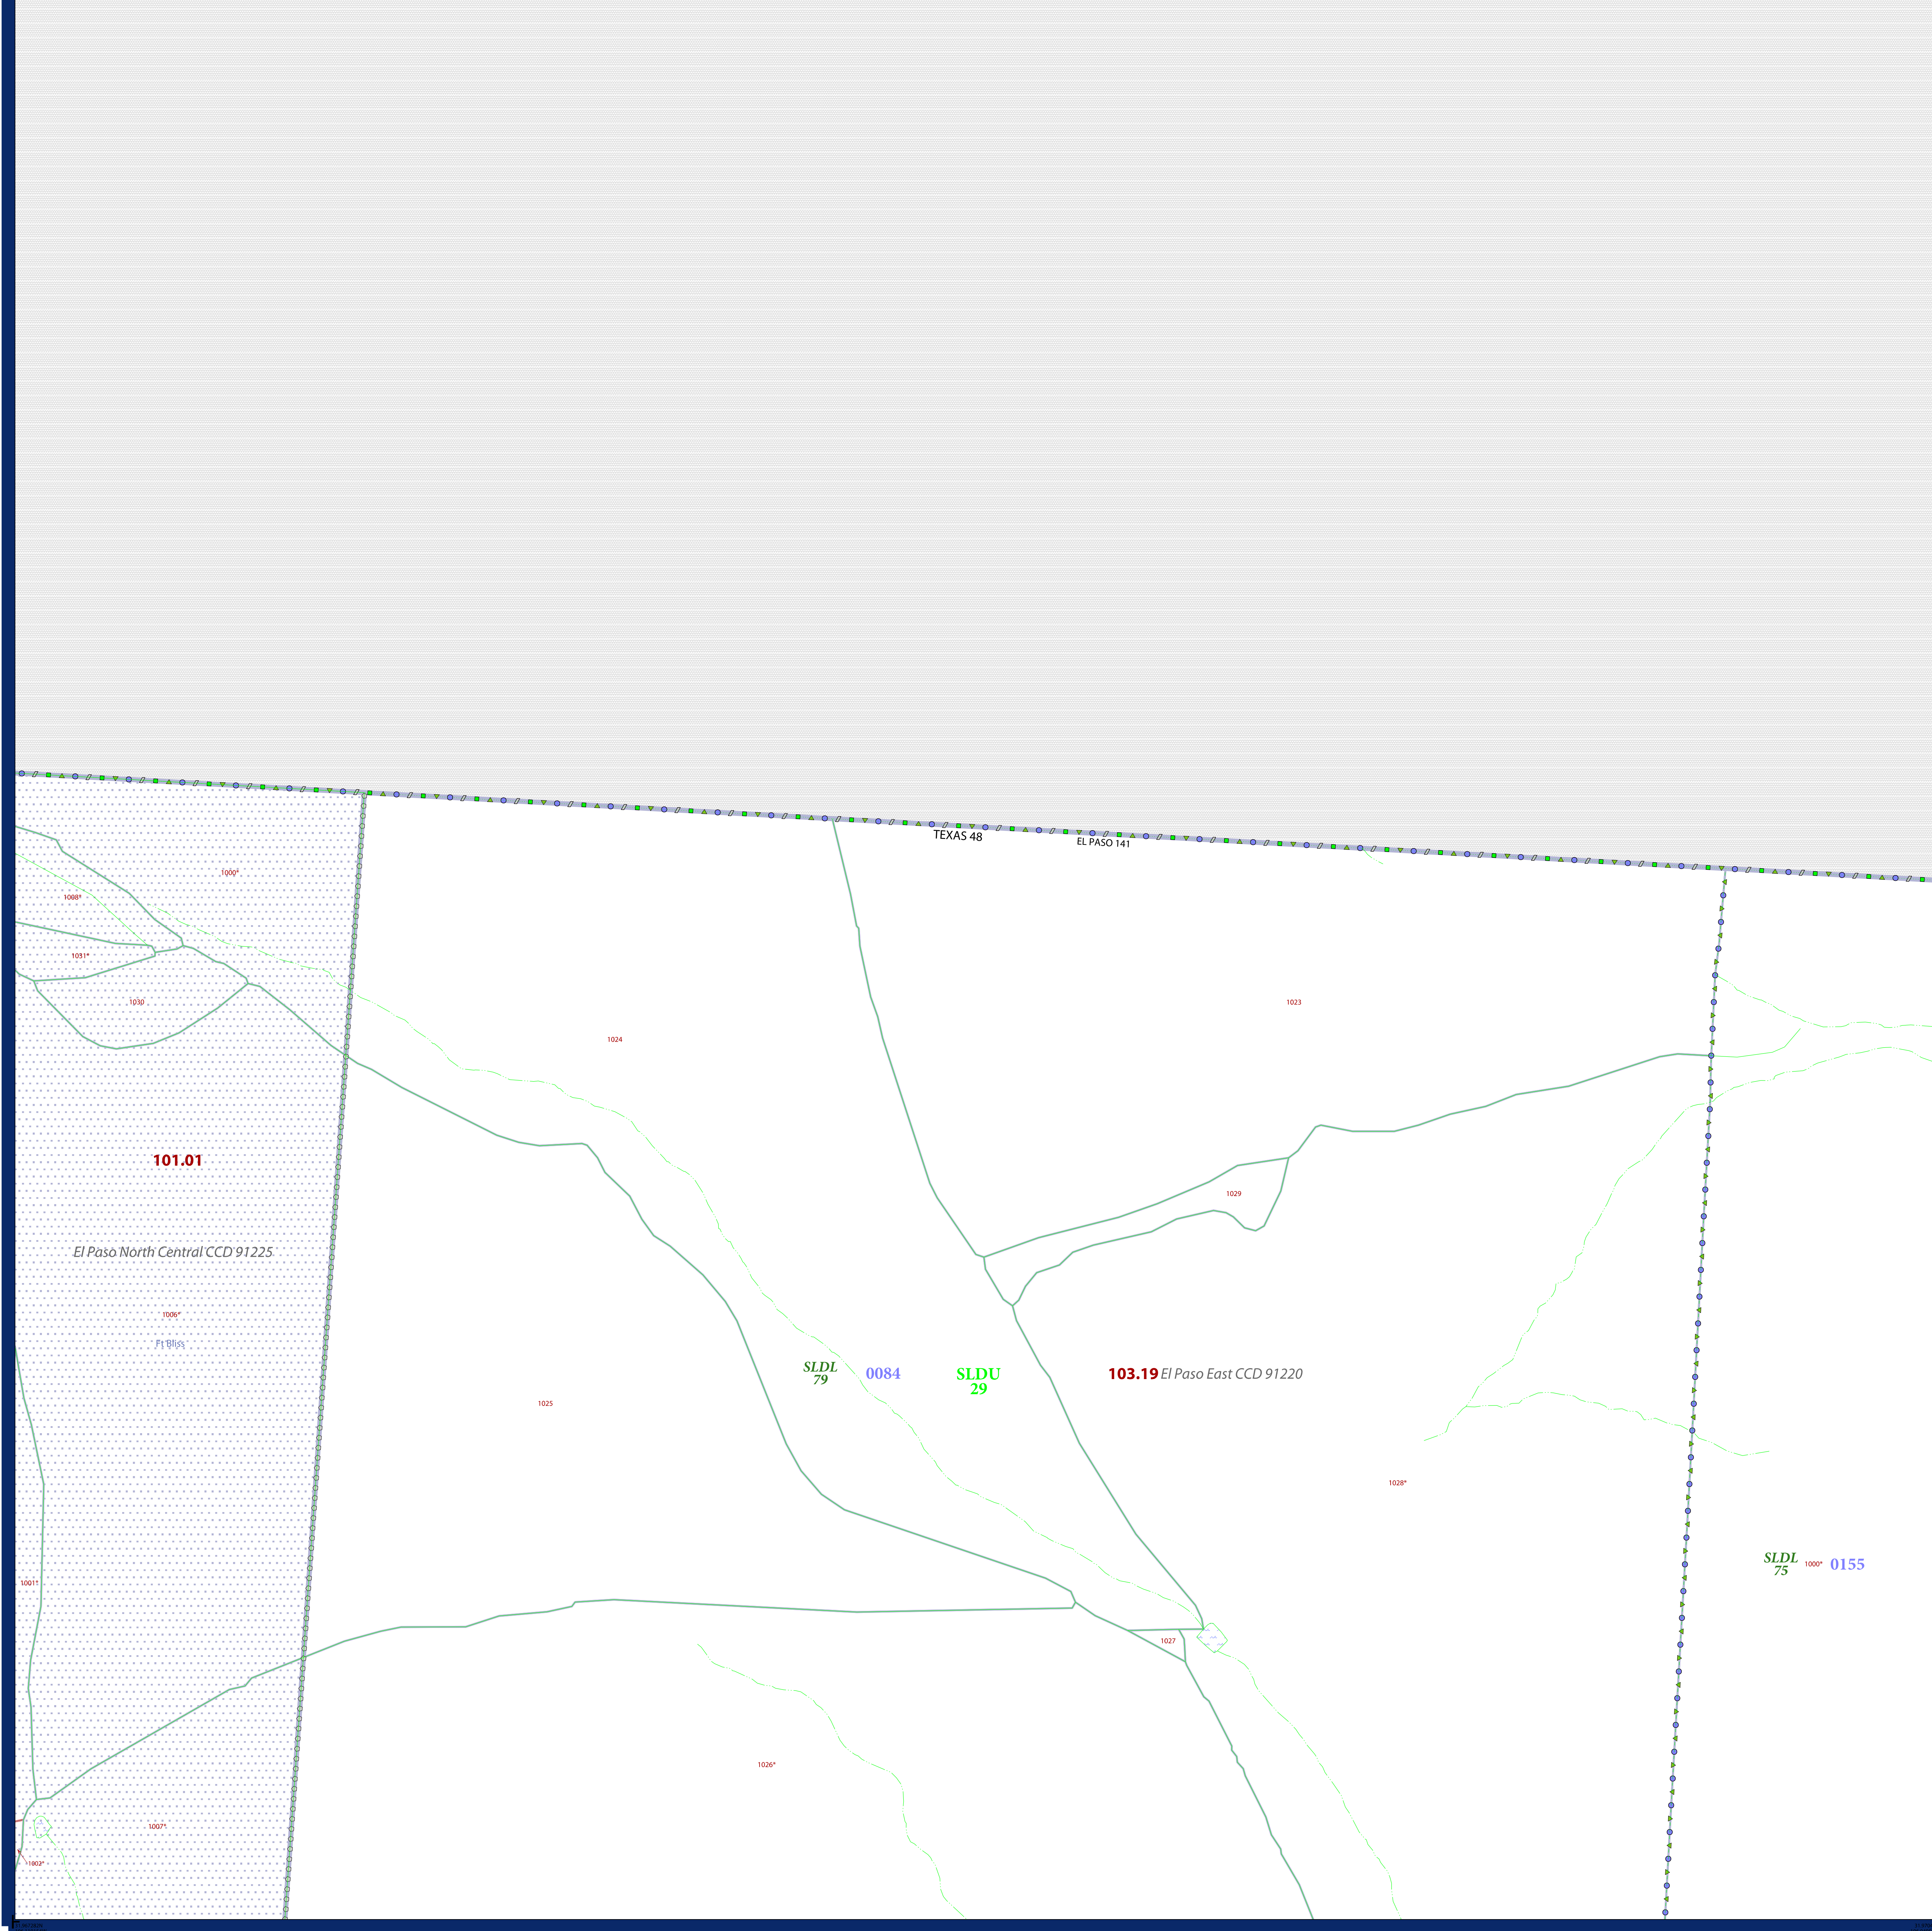 TEXAS 48
EL PASO 141
1000*
1008*
1031*
1030
1023
1024
101.01
1029
El Paso North Central CCD 91225
1006*
Ft Bliss
SLDL
79
0084
SLDU
29
103.19 El Paso East CCD 91220
1025
1028*
1001*
SLDL
75
1000*
0155
1027
1026*
1007*
1002*